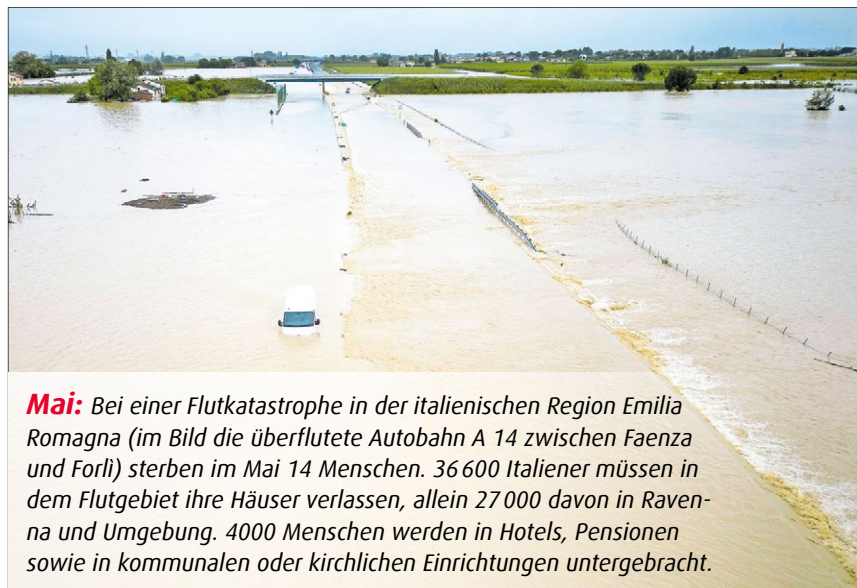 Mai: Bei einer Flutkatastrophe in der italienischen Region Emilia
Romagna (im Bild die überflutete Autobahn A 14 zwischen Faenza
und Forlì) sterben im Mai 14 Menschen. 36 600 Italiener müssen in
dem Flutgebiet ihre Häuser verlassen, allein 27 000 davon in Raven-
na und Umgebung. 4000 Menschen werden in Hotels, Pensionen
sowie in kommunalen oder kirchlichen Einrichtungen untergebracht.